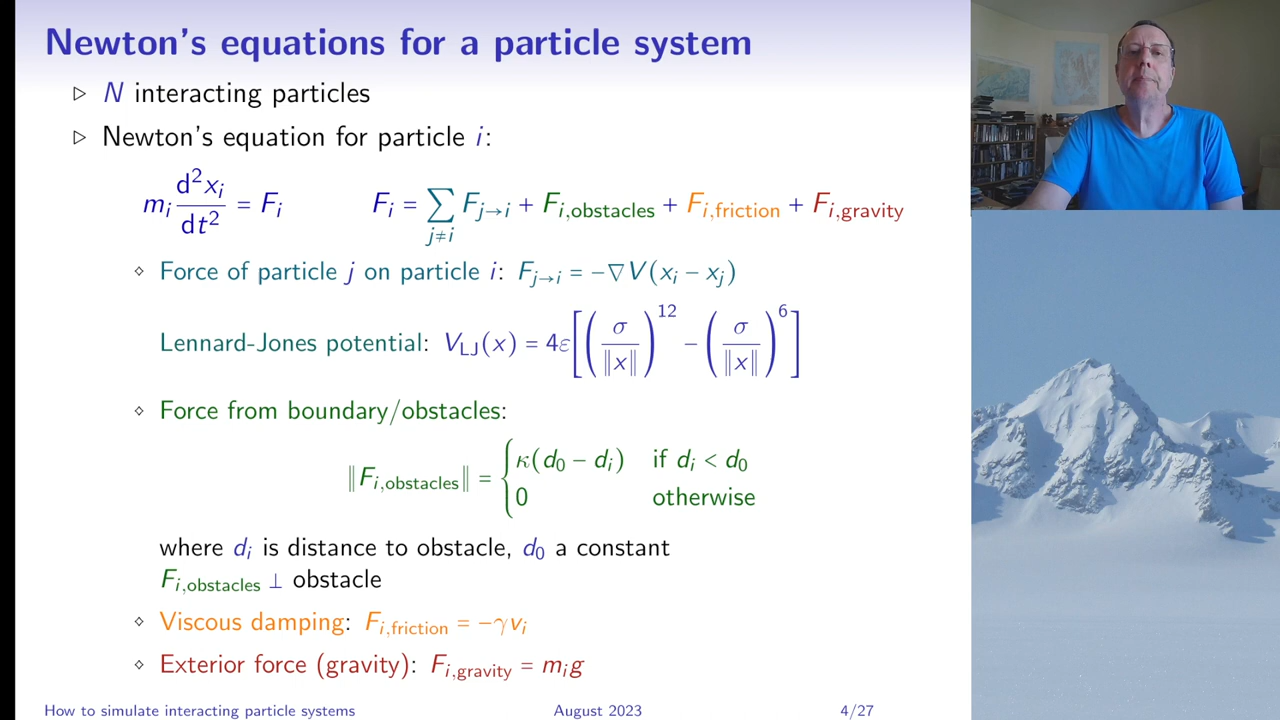 Newton's equations for a particle system
▷ N interacting particles
▷ Newton's equation for particle i:
m_i d²x_i/dt² = F_i    F_i = ∑_{j≠i} F_{j→i} + F_{i,obstacles} + F_{i,friction} + F_{i,gravity}
⋄ Force of particle j on particle i: F_{j→i} = −∇V(x_i − x_j)
Lennard-Jones potential: V_LJ(x) = 4ε[(σ/‖x‖)^12 − (σ/‖x‖)^6]
⋄ Force from boundary/obstacles:
‖F_{i,obstacles}‖ = { κ(d_0 − d_i) if d_i < d_0
0 otherwise
where d_i is distance to obstacle, d_0 a constant
F_{i,obstacles} ⊥ obstacle
⋄ Viscous damping: F_{i,friction} = −γv_i
⋄ Exterior force (gravity): F_{i,gravity} = m_i g
How to simulate interacting particle systems    August 2023    4/27